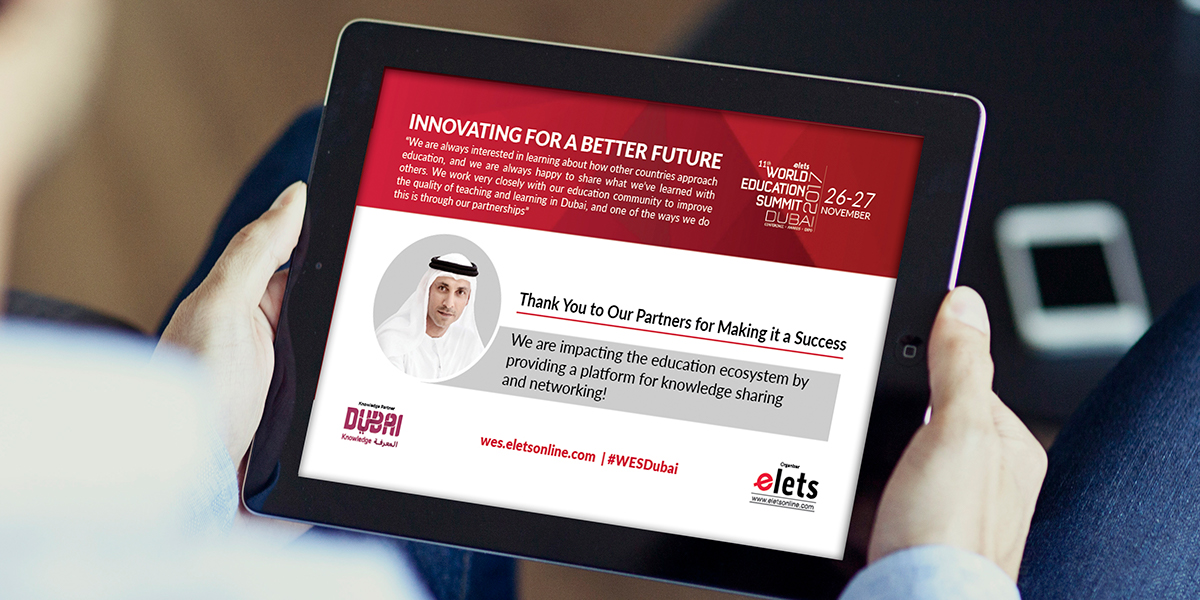 INNOVATING FOR A BETTER FUTURE
"We are always interested in learning about how other countries approach
education, and we are always happy to share what we've learned with
others. We work very closely with our education community to improve
the quality of teaching and learning in Dubai, and one of the ways we do
this is through our partnerships"
elets
11th
WORLD
EDUCATION
SUMMIT
2017
DUBAI
CONFERENCE • AWARDS • EXPO
26-27
NOVEMBER
Thank You to Our Partners for Making it a Success
We are impacting the education ecosystem by
providing a platform for knowledge sharing
and networking!
Knowledge Partner
DUBAI
Knowledge المعرفة
wes.eletsonline.com | #WESDubai
Organiser
elets
www.eletsonline.com